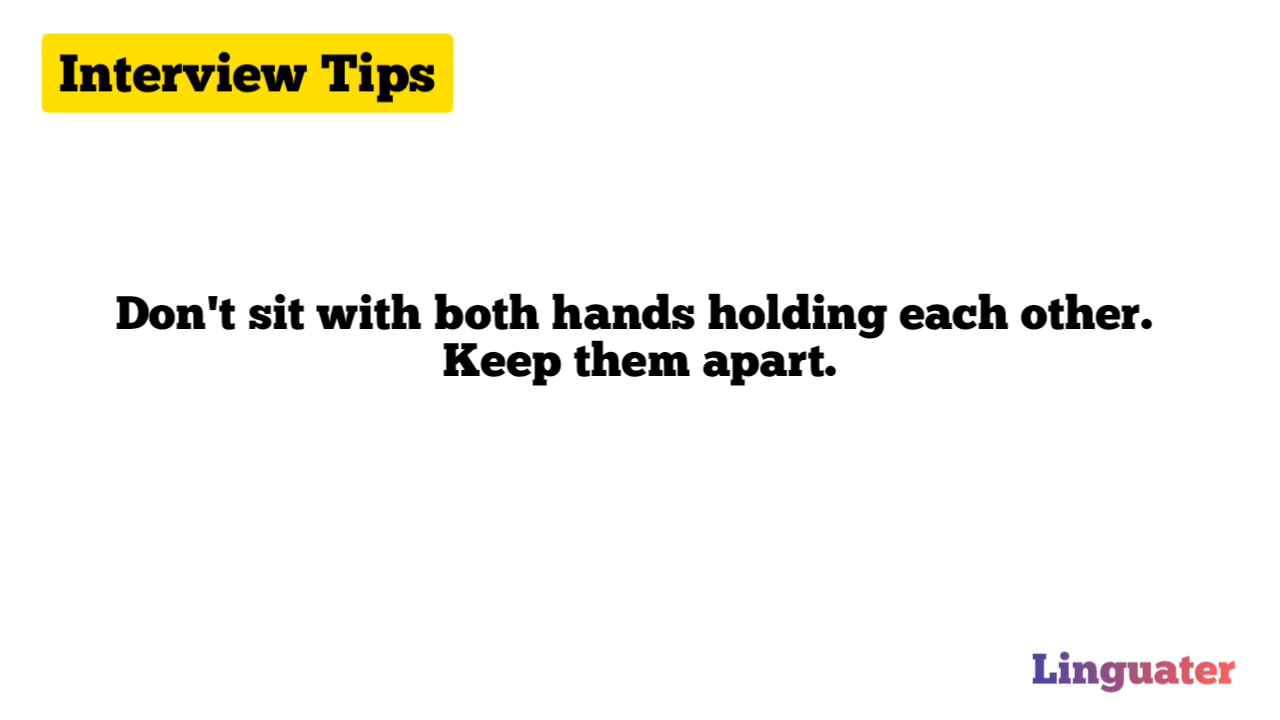 Interview Tips
Don't sit with both hands holding each other.
Keep them apart.
Linguater